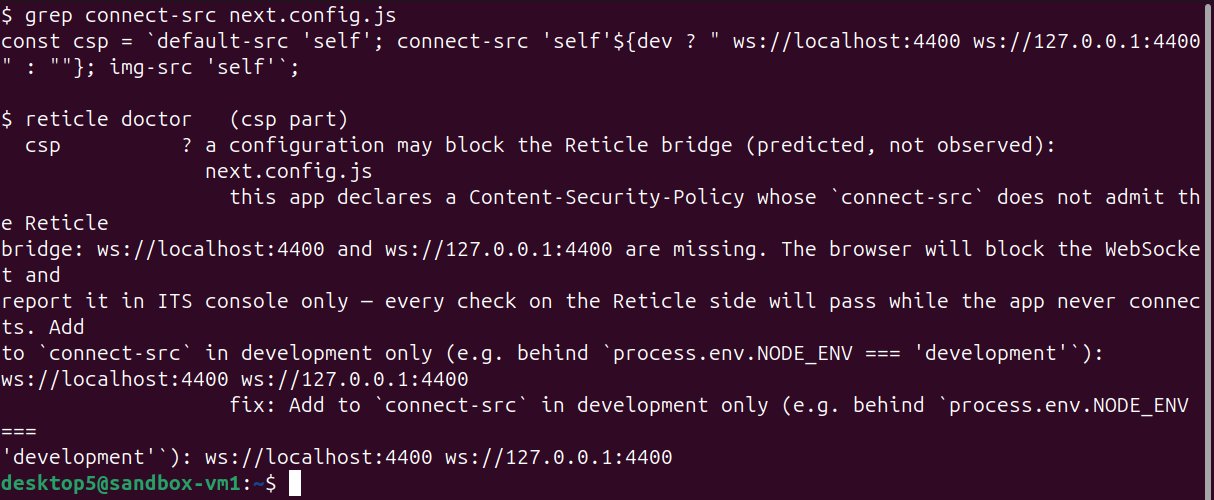 $ grep connect-src next.config.js
const csp = `default-src 'self'; connect-src 'self'${dev ? " ws://localhost:4400 ws://127.0.0.1:4400
" : ""}; img-src 'self'`;
$ reticle doctor   (csp part)
  csp          ? a configuration may block the Reticle bridge (predicted, not observed):
                 next.config.js
                   this app declares a Content-Security-Policy whose `connect-src` does not admit th
e Reticle
bridge: ws://localhost:4400 and ws://127.0.0.1:4400 are missing. The browser will block the WebSocke
t and
report it in ITS console only — every check on the Reticle side will pass while the app never connec
ts. Add
to `connect-src` in development only (e.g. behind `process.env.NODE_ENV === 'development'`):
ws://localhost:4400 ws://127.0.0.1:4400
                   fix: Add to `connect-src` in development only (e.g. behind `process.env.NODE_ENV
===
'development'`): ws://localhost:4400 ws://127.0.0.1:4400
desktop5@sandbox-vm1:~$